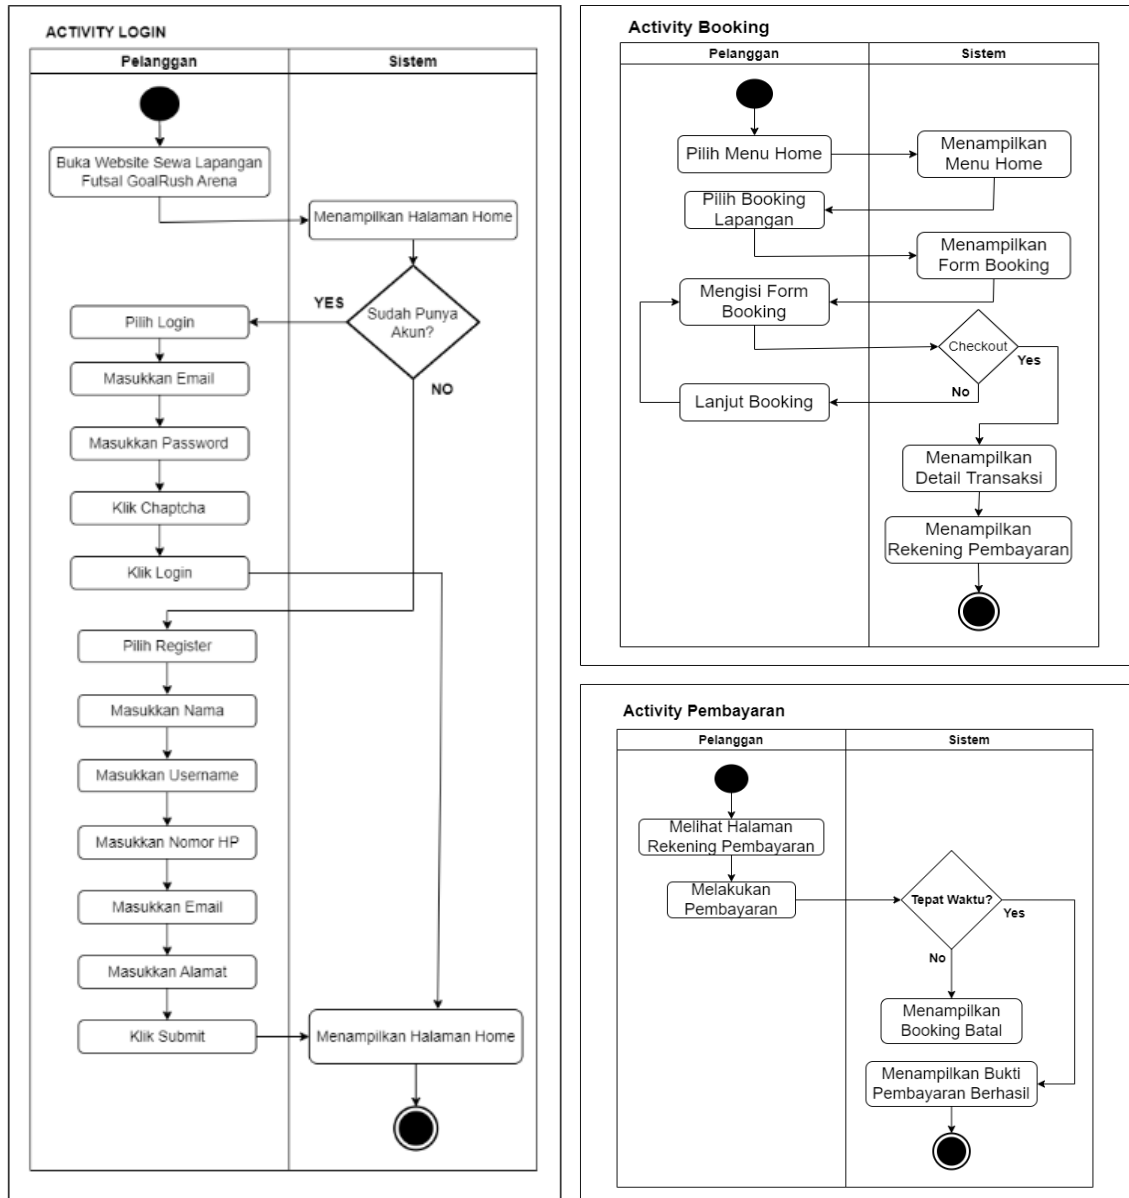 ACTIVITY LOGIN
Pelanggan
Sistem
Buka Website Sewa Lapangan
Futsal GoalRush Arena
Menampilkan Halaman Home
Sudah Punya
Akun?
YES
NO
Pilih Login
Masukkan Email
Masukkan Password
Klik Chaptcha
Klik Login
Pilih Register
Masukkan Nama
Masukkan Username
Masukkan Nomor HP
Masukkan Email
Masukkan Alamat
Klik Submit
Menampilkan Halaman Home
Activity Booking
Pelanggan
Sistem
Pilih Menu Home
Menampilkan
Menu Home
Pilih Booking
Lapangan
Menampilkan
Form Booking
Mengisi Form
Booking
Checkout
Yes
No
Lanjut Booking
Menampilkan
Detail Transaksi
Menampilkan
Rekening Pembayaran
Activity Pembayaran
Pelanggan
Sistem
Melihat Halaman
Rekening Pembayaran
Melakukan
Pembayaran
Tepat Waktu?
Yes
No
Menampilkan
Booking Batal
Menampilkan Bukti
Pembayaran Berhasil